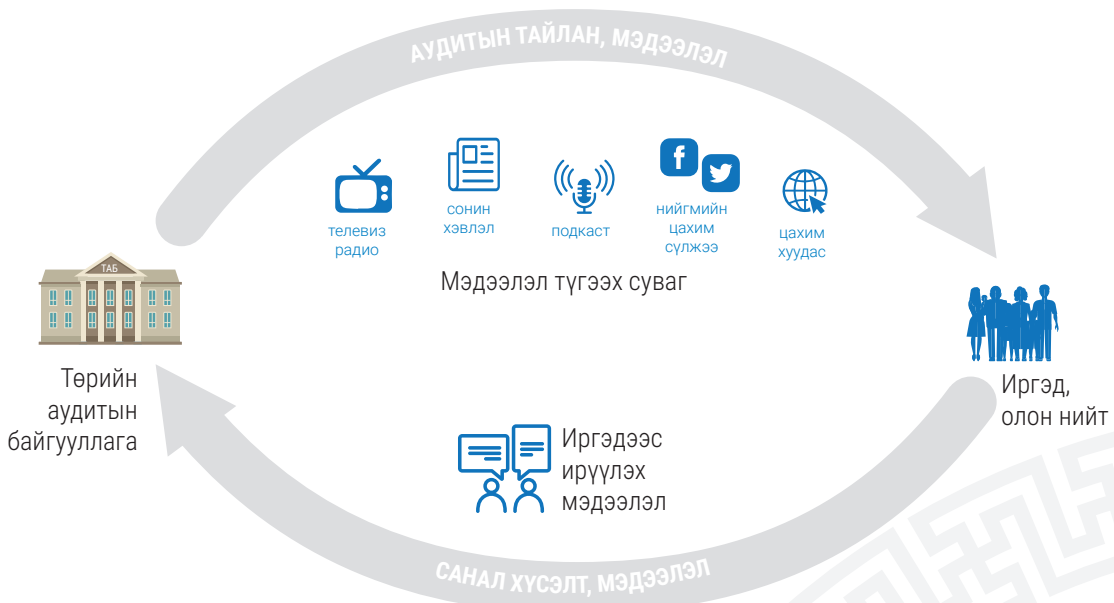 АУДИТЫН ТАЙЛАН, МЭДЭЭЛЭЛ
телевиз
радио
сонин
хэвлэл
подкаст
нийгмийн
цахим
сүлжээ
цахим
хуудас
Мэдээлэл түгээх суваг
ТАБ
Төрийн
аудитын
байгууллага
Иргэд,
олон нийт
Иргэдээс
ирүүлэх
мэдээлэл
САНАЛ ХҮСЭЛТ, МЭДЭЭЛЭЛ